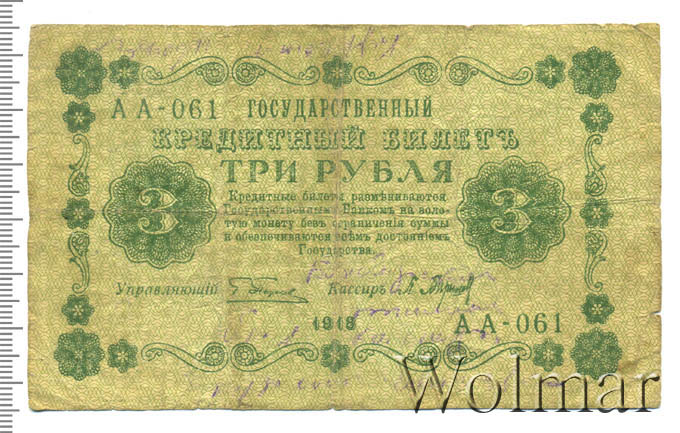 АА-061 ГОСУДАРСТВЕННЫЙ
КРЕДИТНЫЙ БИЛЕТЪ
ТРИ РУБЛЯ
3 3
Кредитные билеты размѣниваются
Государственнымъ Банкомъ на золо-
тую монету безъ ограниченія суммы
и обезпечиваются всѣмъ достояніемъ
Государства.
Управляющій Кассиръ
1918 АА-061
Wolmar